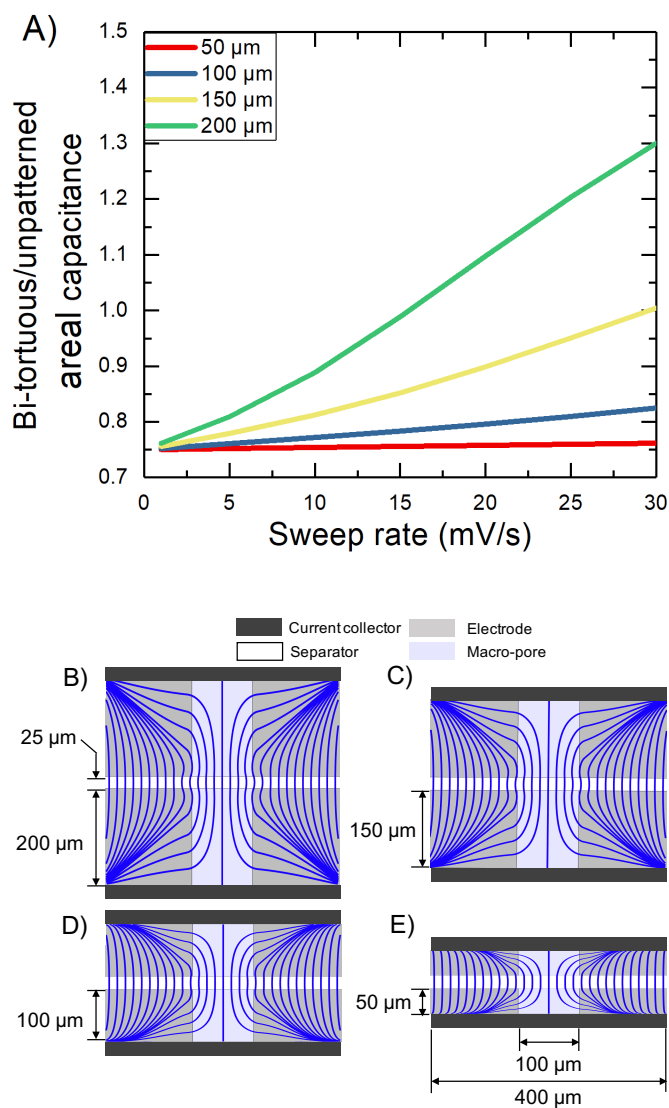 A)
50 µm
100 µm
150 µm
200 µm
Bi-tortuous/unpatterned
areal capacitance
1.5
1.4
1.3
1.2
1.1
1.0
0.9
0.8
0.7
0 5 10 15 20 25 30
Sweep rate (mV/s)
Current collector Electrode
Separator Macro-pore
B)
25 µm
200 µm
C)
150 µm
D)
100 µm
E)
50 µm
100 µm
400 µm